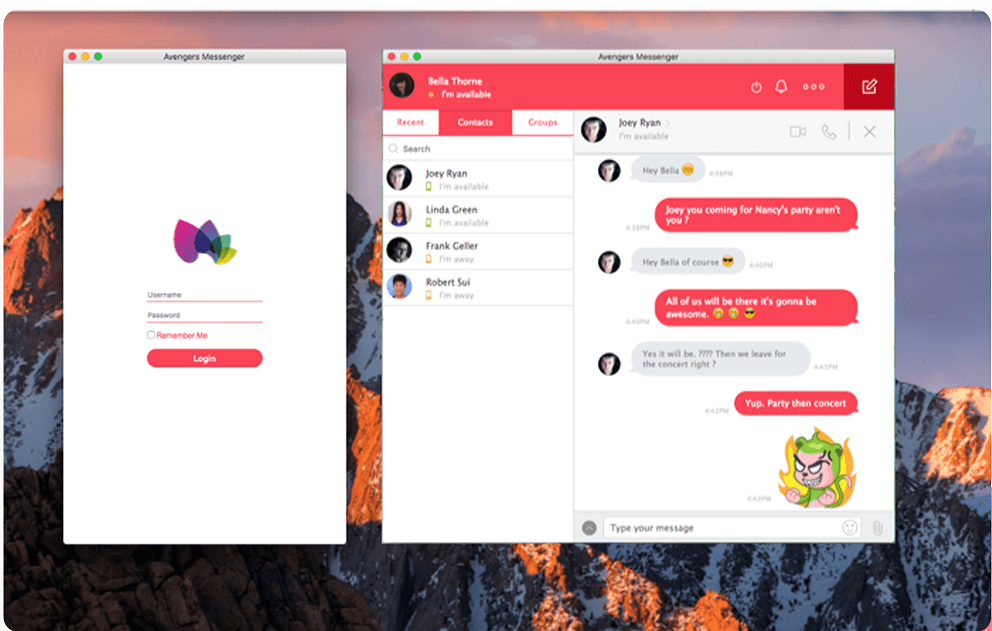 Avengers Messenger
Username
Password
Remember Me
Login
Avengers Messenger
Bella Thorne
I'm available
Recent
Contacts
Groups
Search
Joey Ryan
I'm available
Linda Green
I'm available
Frank Geller
I'm away
Robert Sui
I'm away
Joey Ryan
I'm available
Hey Bella 😊
4:38PM
Joey you coming for Nancy's party aren't
you ?
4:38PM
Hey Bella of course 😎
4:40PM
All of us will be there it's gonna be
awesome. 🤗 🤗 😎
4:40PM
Yes it will be. ???? Then we leave for
the concert right ?
4:41PM
Yup. Party then concert
4:42PM
4:42PM
Type your message